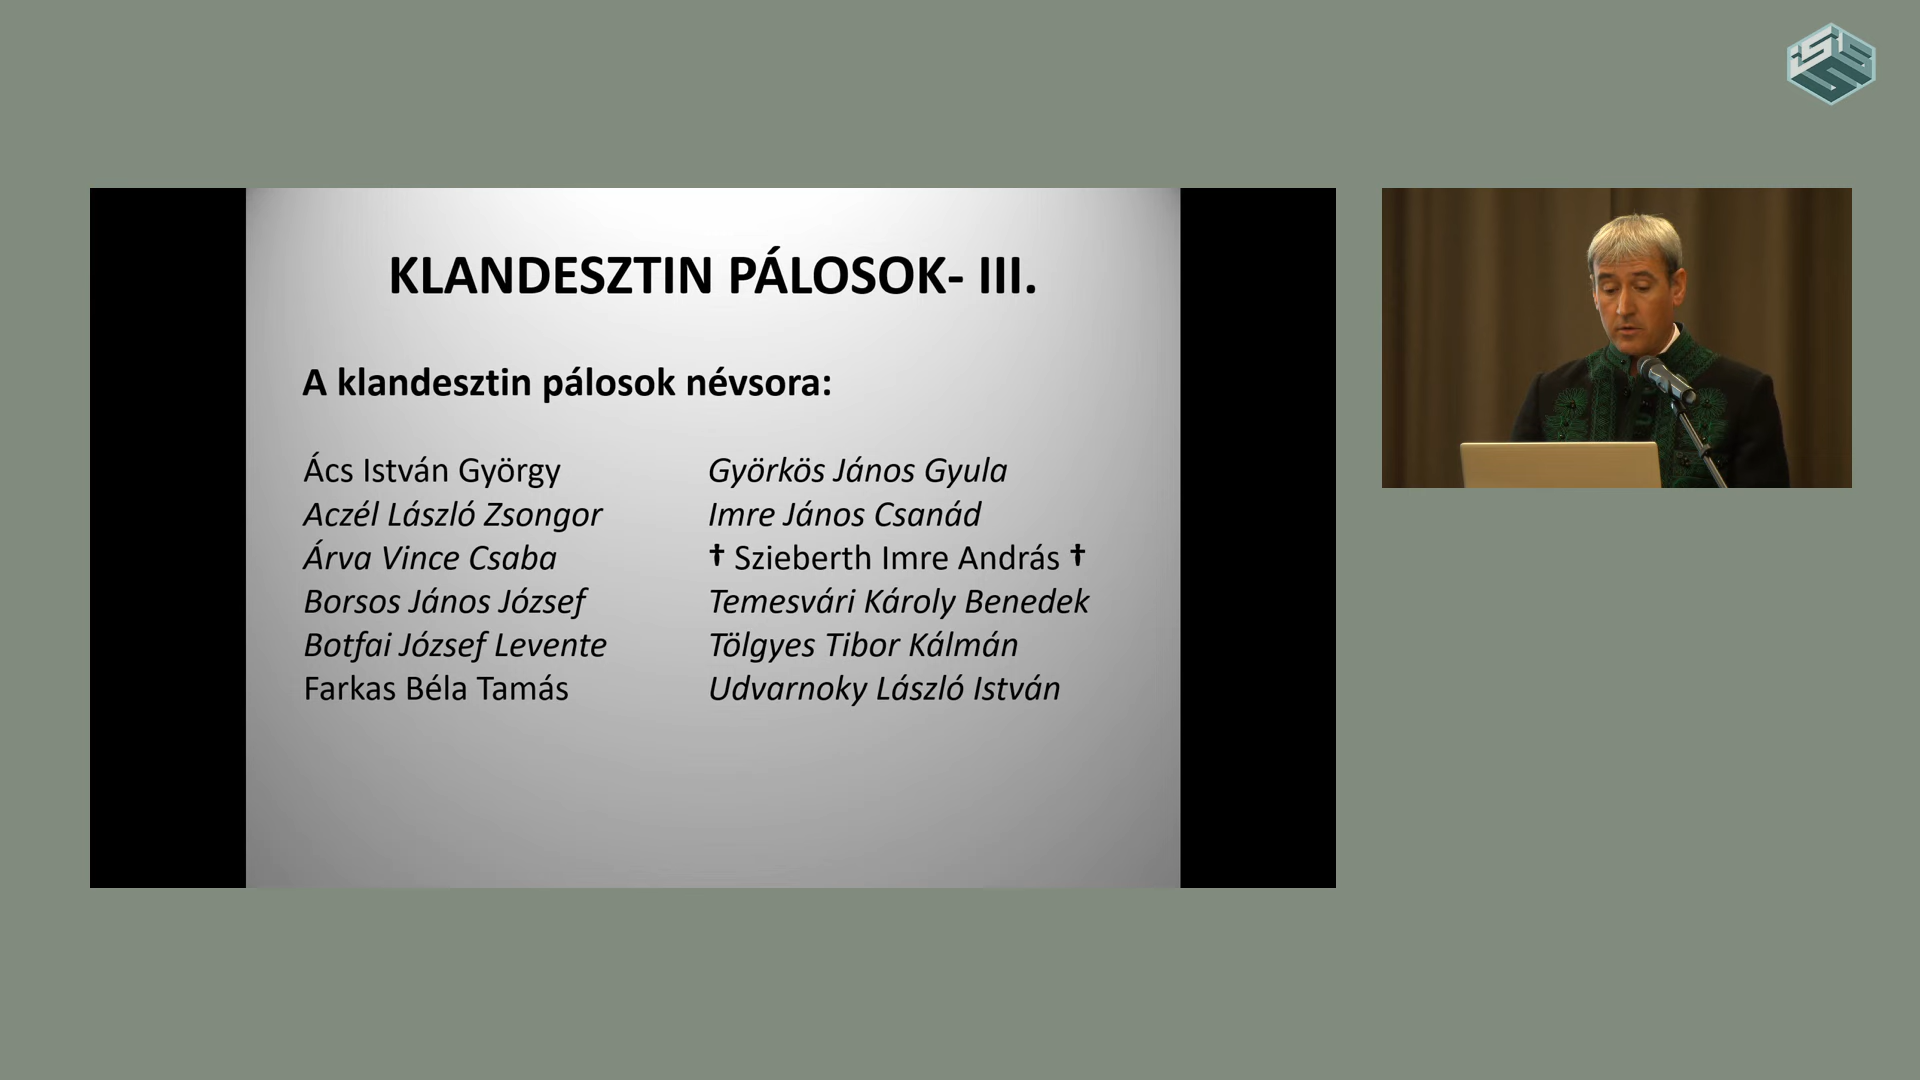 KLANDESZTIN PÁLOSOK- III.
A klandesztin pálosok névsora:
Ács István György
Aczél László Zsongor
Árva Vince Csaba
Borsos János József
Botfai József Levente
Farkas Béla Tamás
Györkös János Gyula
Imre János Csanád
✝ Szieberth Imre András ✝
Temesvári Károly Benedek
Tölgyes Tibor Kálmán
Udvarnoky László István